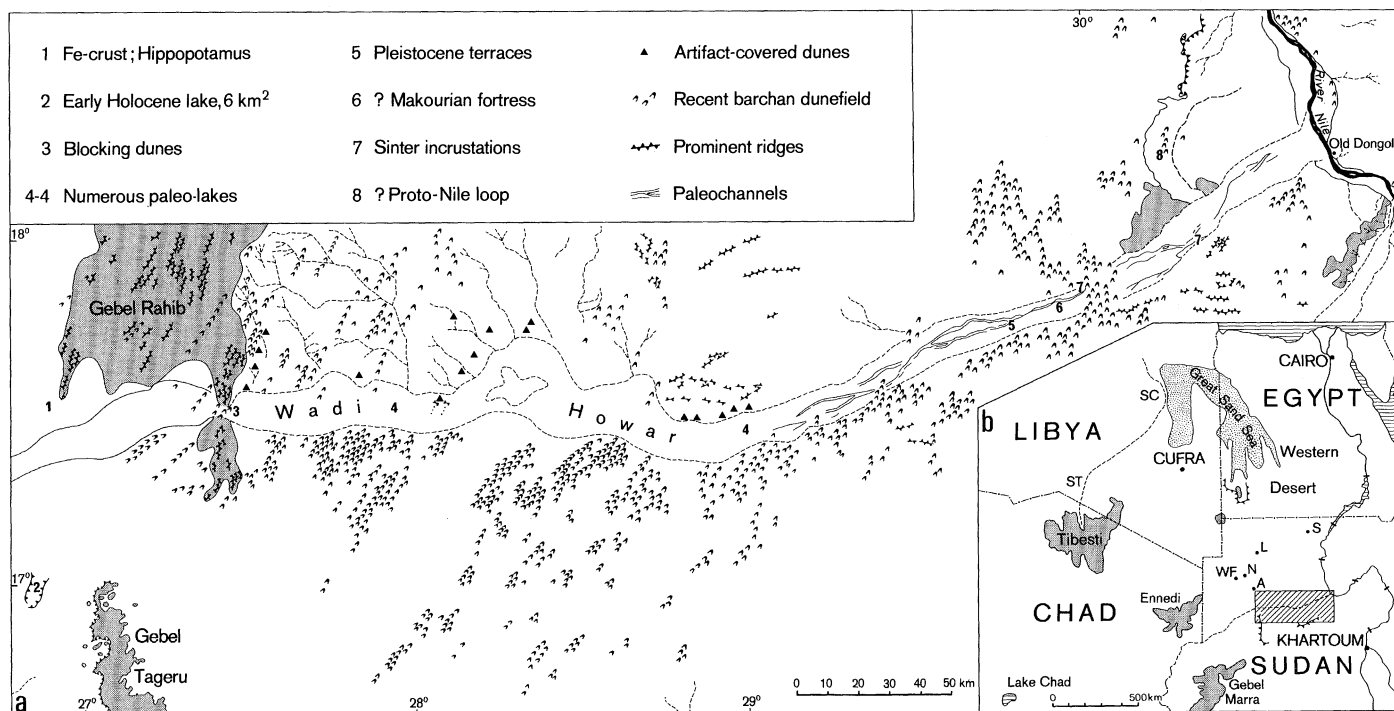 1 Fe-crust; Hippopotamus
2 Early Holocene lake, 6 km²
3 Blocking dunes
4-4 Numerous paleo-lakes
5 Pleistocene terraces
6 ? Makourian fortress
7 Sinter incrustations
8 ? Proto-Nile loop
Artifact-covered dunes
Recent barchan dunefield
Prominent ridges
Paleochannels
30°
River Nile
Old Dongol
8
18°
Gebel Rahib
7
7
6
5
1
3
Wadi
4
Howar
4
17°
2
Gebel
Tageru
a
27°
28°
29°
0 10 20 30 40 50 km
b
CAIRO
EGYPT
LIBYA
SC
Great Sand Sea
CUFRA
Western
Desert
ST
Tibesti
S
L
WF
N
A
Ennedi
CHAD
KHARTOUM
SUDAN
Lake Chad
Gebel
Marra
0 500km